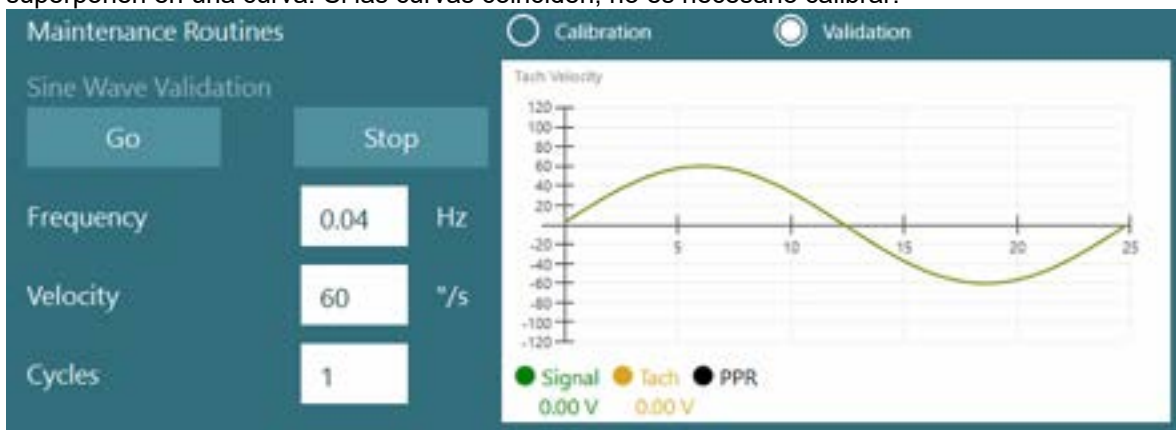 superponen en una curva. Si las curvas coinciden, no es necesario calibrar.
Maintenance Routines
Calibration
Validation
Sine Wave Validation
Go
Stop
Frequency
0.04
Hz
Velocity
60
°/s
Cycles
1
Tach Velocity
120
100
80
60
40
20
-20
-40
-60
-80
-100
-120
5
10
15
20
25
Signal
Tach
PPR
0.00 V
0.00 V